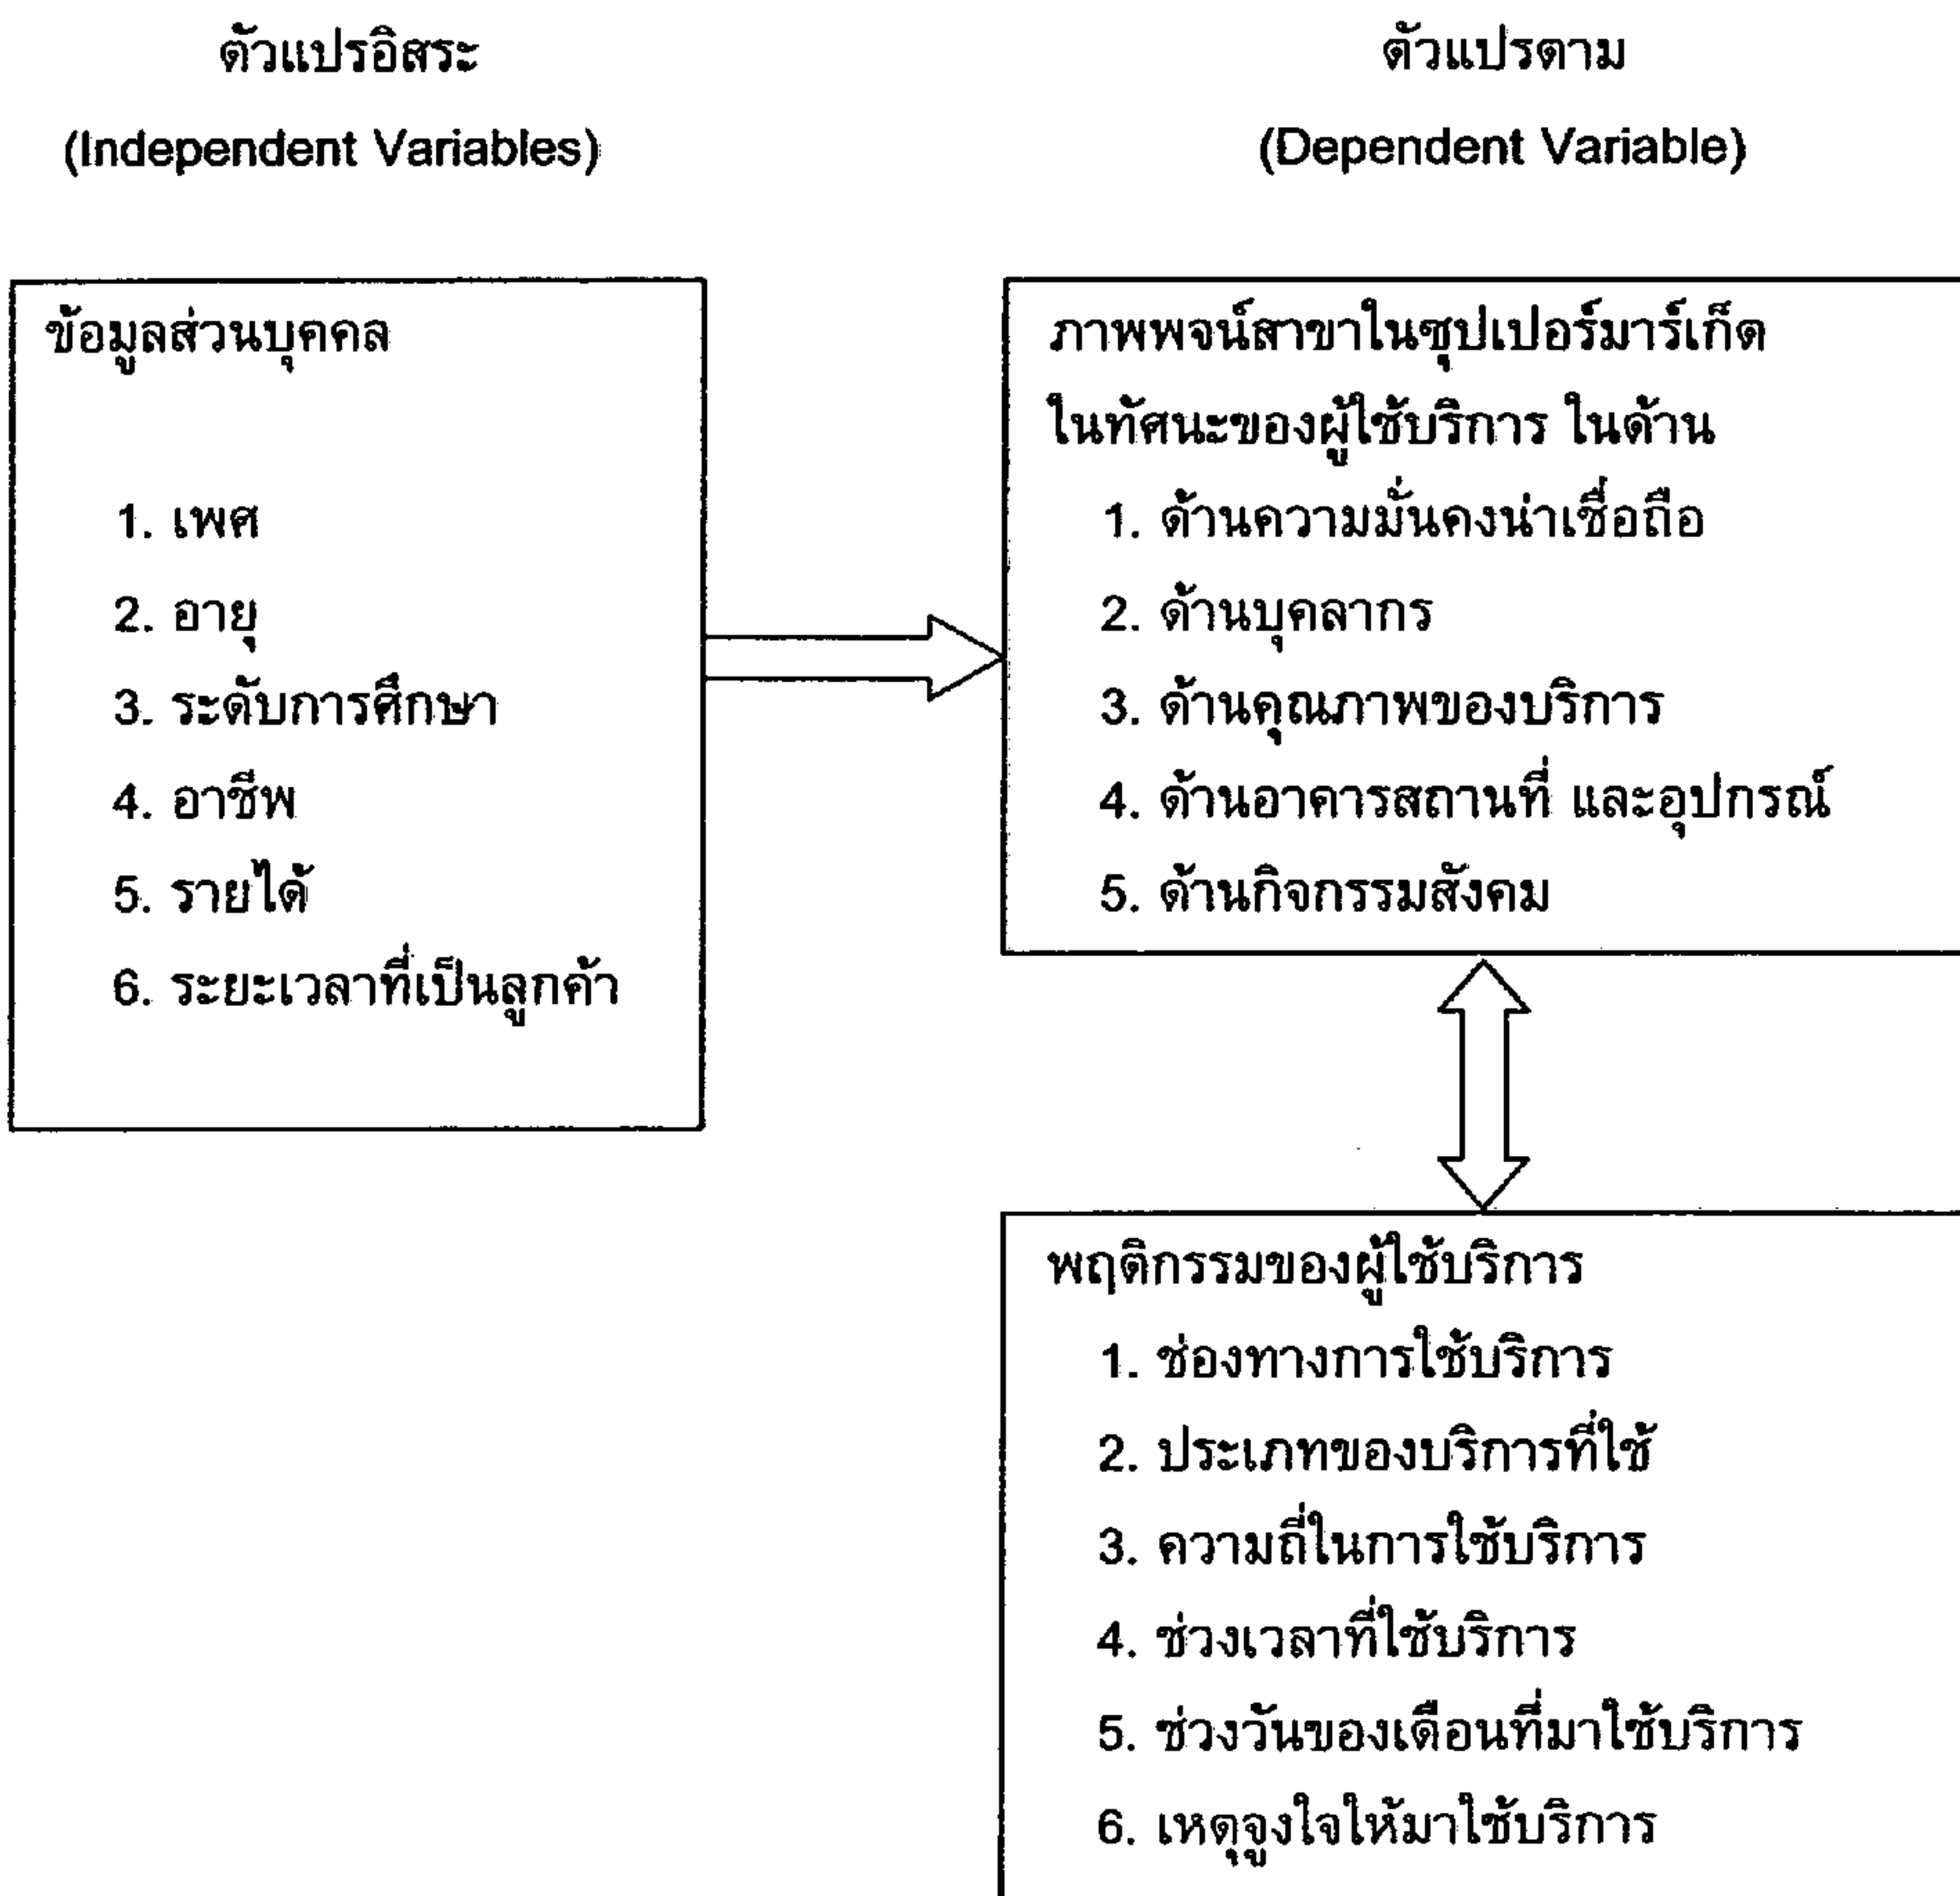 ตัวแปรอิสระ
(Independent Variables)
ตัวแปรตาม
(Dependent Variable)
ข้อมูลส่วนบุคคล
1. เพศ
2. อายุ
3. ระดับการศึกษา
4. อาชีพ
5. รายได้
6. ระยะเวลาที่เป็นลูกค้า
ภาพพจน์สาขาในซุปเปอร์มาร์เก็ต
ในทัศนะของผู้ใช้บริการ ในด้าน
1. ด้านความมั่นคงน่าเชื่อถือ
2. ด้านบุคลากร
3. ด้านคุณภาพของบริการ
4. ด้านอาคารสถานที่ และอุปกรณ์
5. ด้านกิจกรรมสังคม
พฤติกรรมของผู้ใช้บริการ
1. ช่องทางการใช้บริการ
2. ประเภทของบริการที่ใช้
3. ความถี่ในการใช้บริการ
4. ช่วงเวลาที่ใช้บริการ
5. ช่วงวันของเดือนที่มาใช้บริการ
6. เหตุจูงใจให้มาใช้บริการ